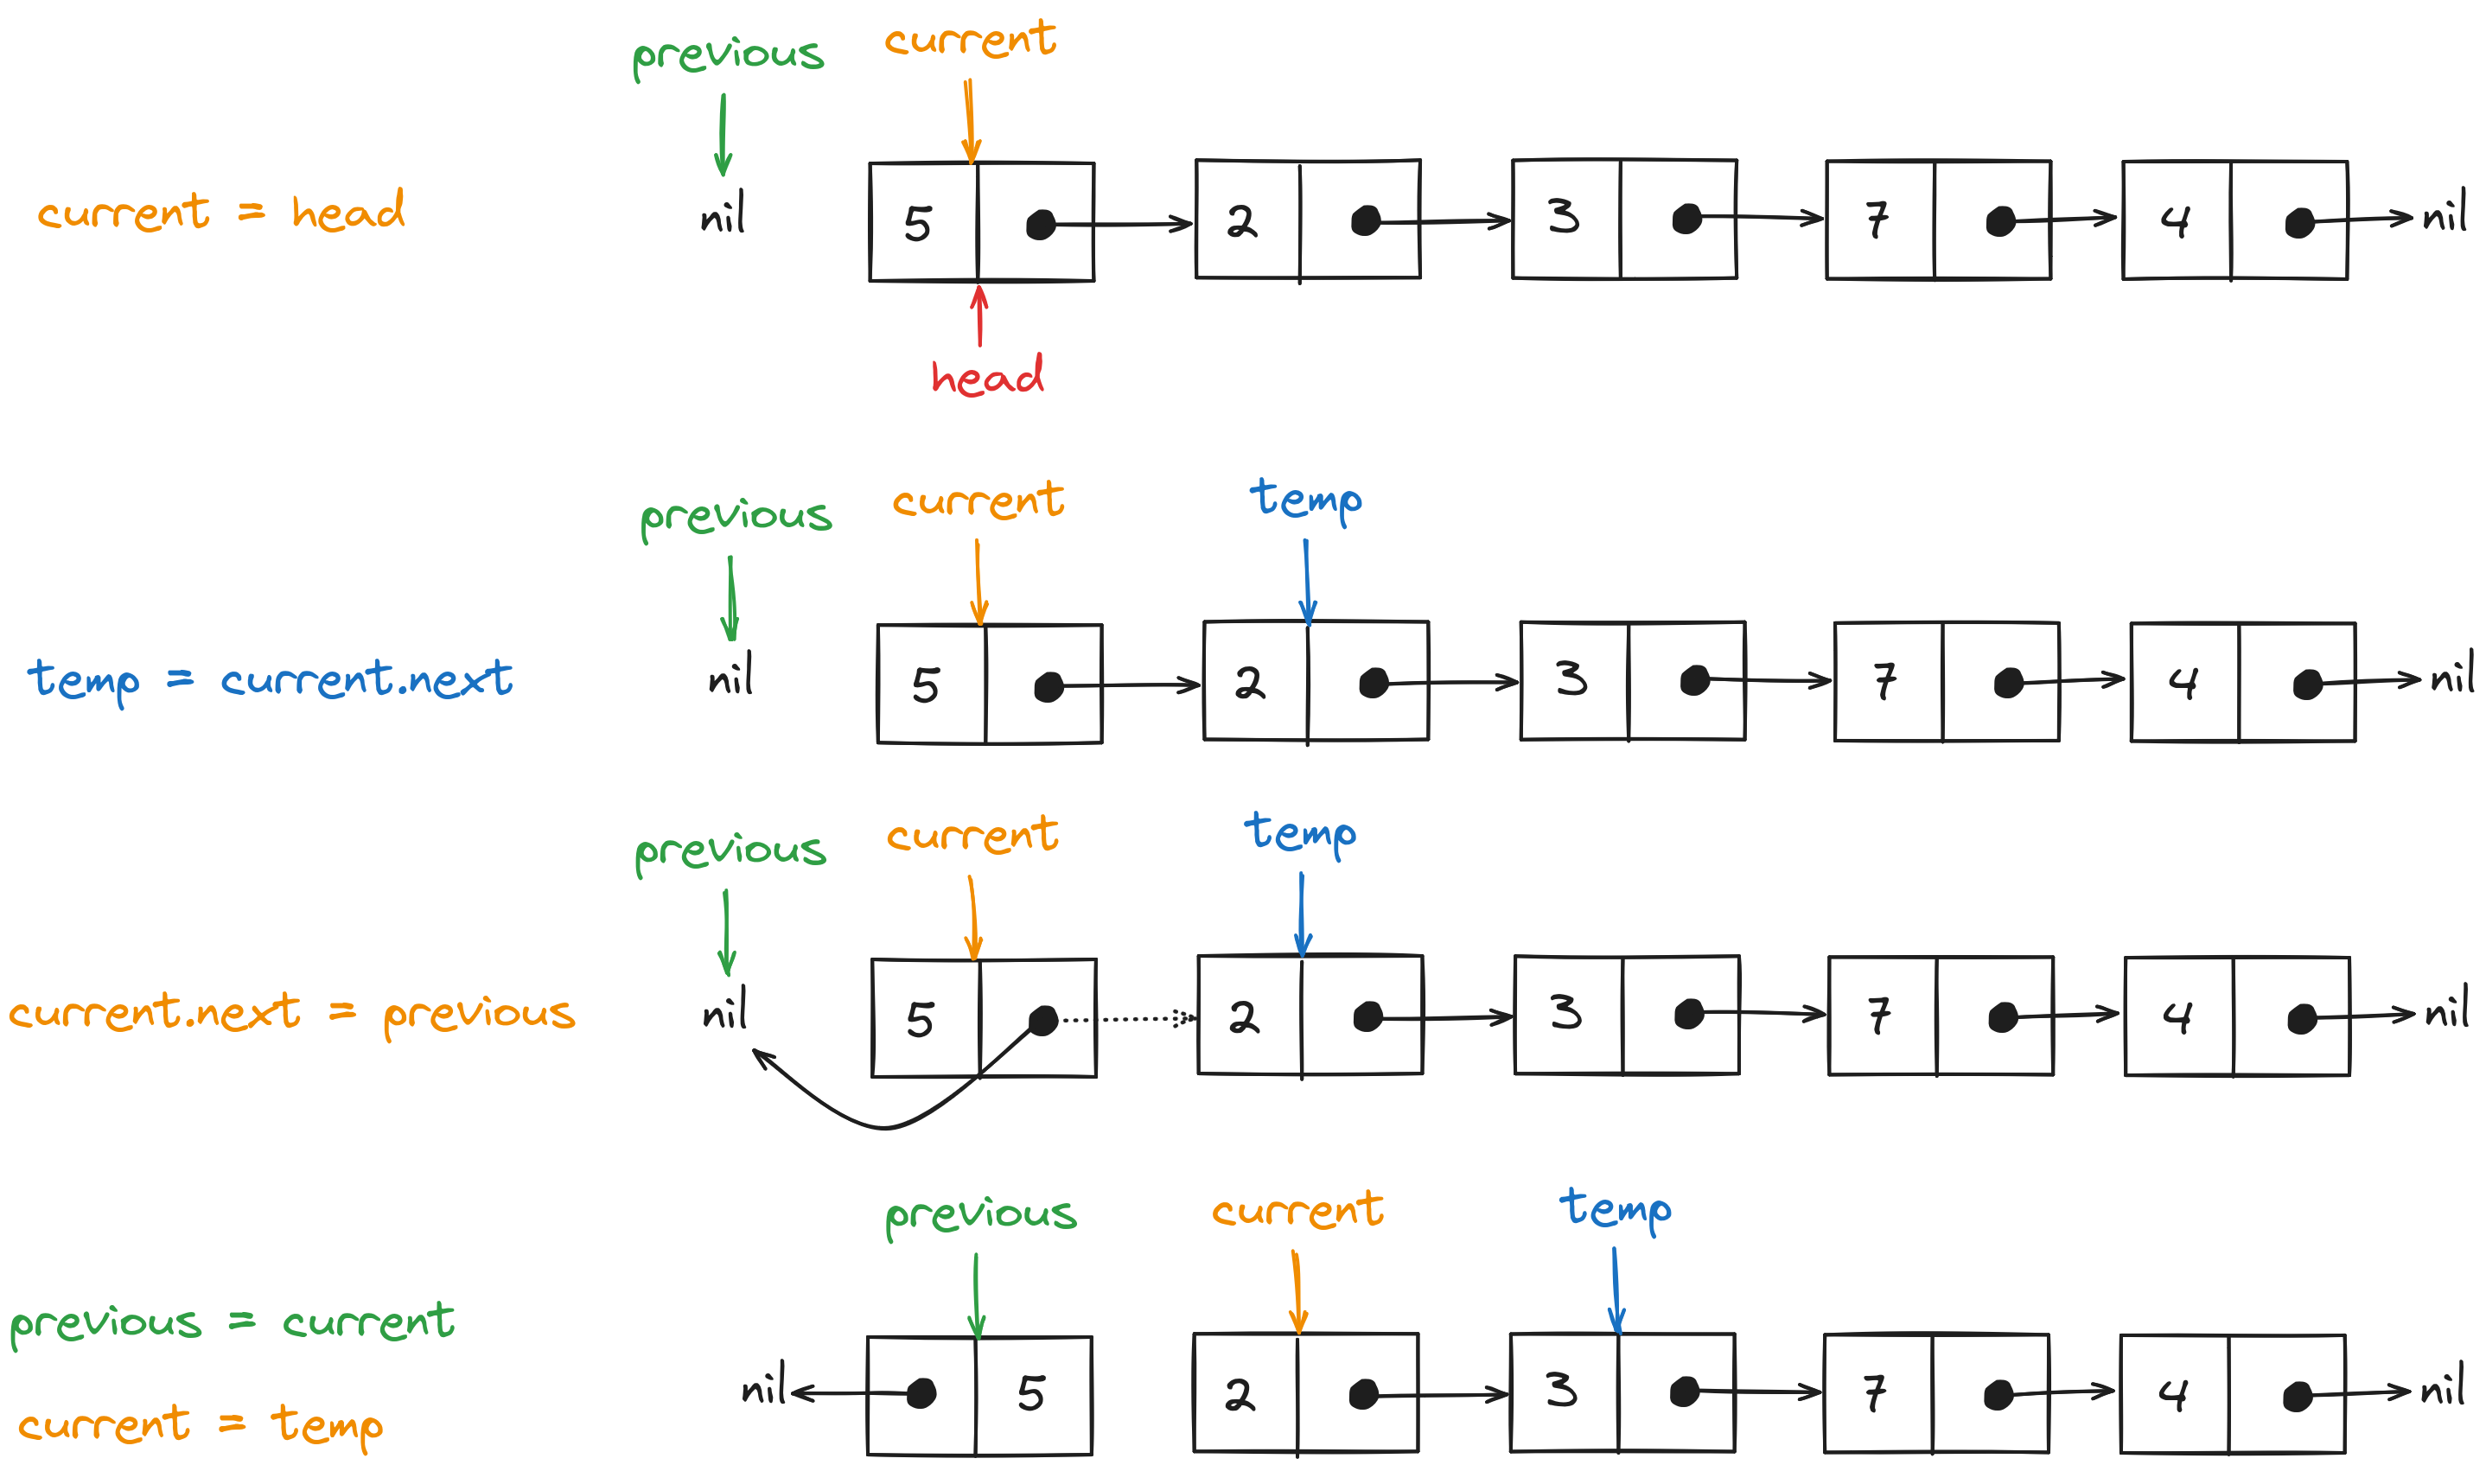 previous current
current = head
nil 5 2 3 7 4 nil
head
previous current temp
temp = current.next
nil 5 2 3 7 4 nil
previous current temp
current.next = previous
nil 5 2 3 7 4 nil
previous current temp
previous = current
nil 5 2 3 7 4 nil
current = temp